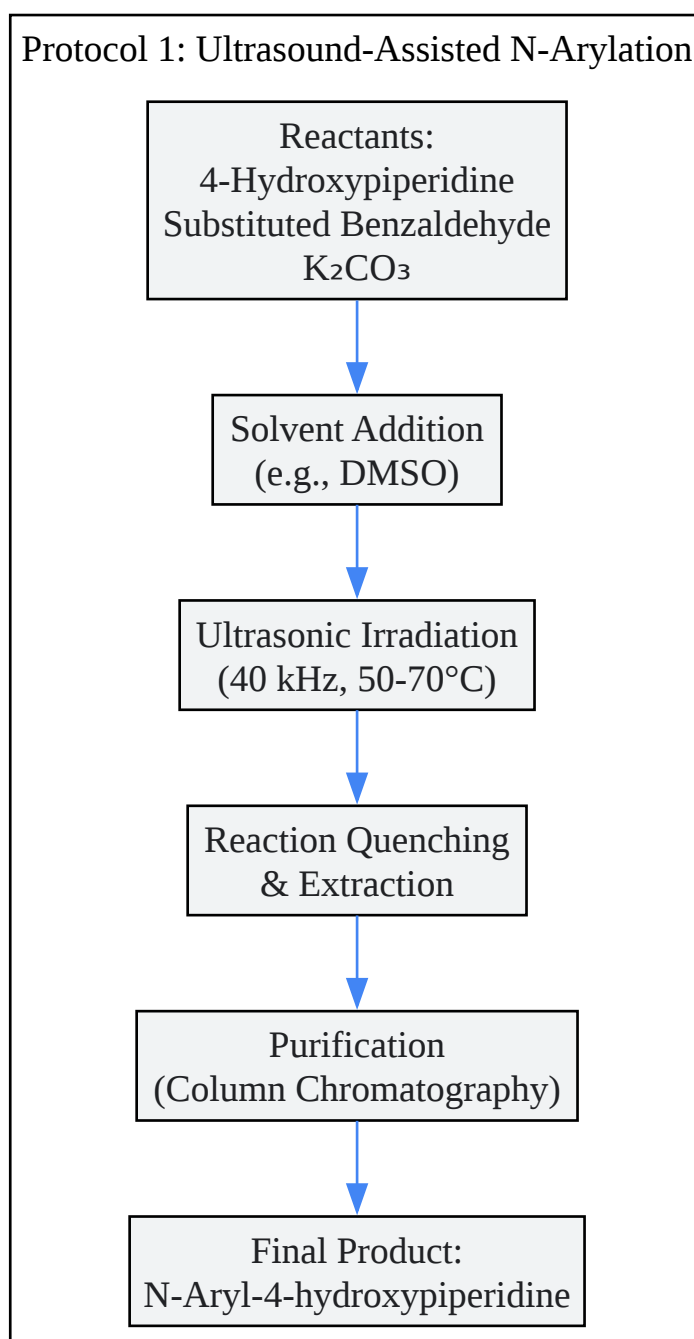 Protocol 1: Ultrasound-Assisted N-Arylation
Reactants:
4-Hydroxypiperidine
Substituted Benzaldehyde
K₂CO₃
Solvent Addition
(e.g., DMSO)
Ultrasonic Irradiation
(40 kHz, 50-70°C)
Reaction Quenching
& Extraction
Purification
(Column Chromatography)
Final Product:
N-Aryl-4-hydroxypiperidine